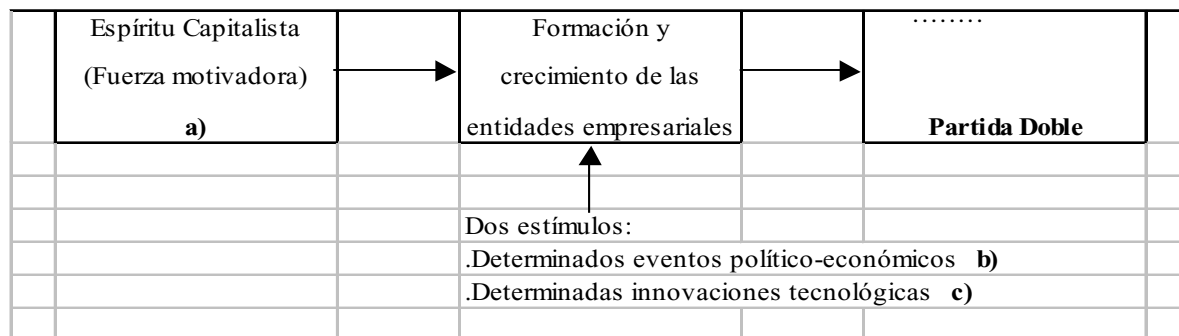 Espíritu Capitalista
(Fuerza motivadora)
a)
Formación y
crecimiento de las
entidades empresariales
........
Partida Doble
Dos estímulos:
.Determinados eventos político-económicos b)
.Determinadas innovaciones tecnológicas c)